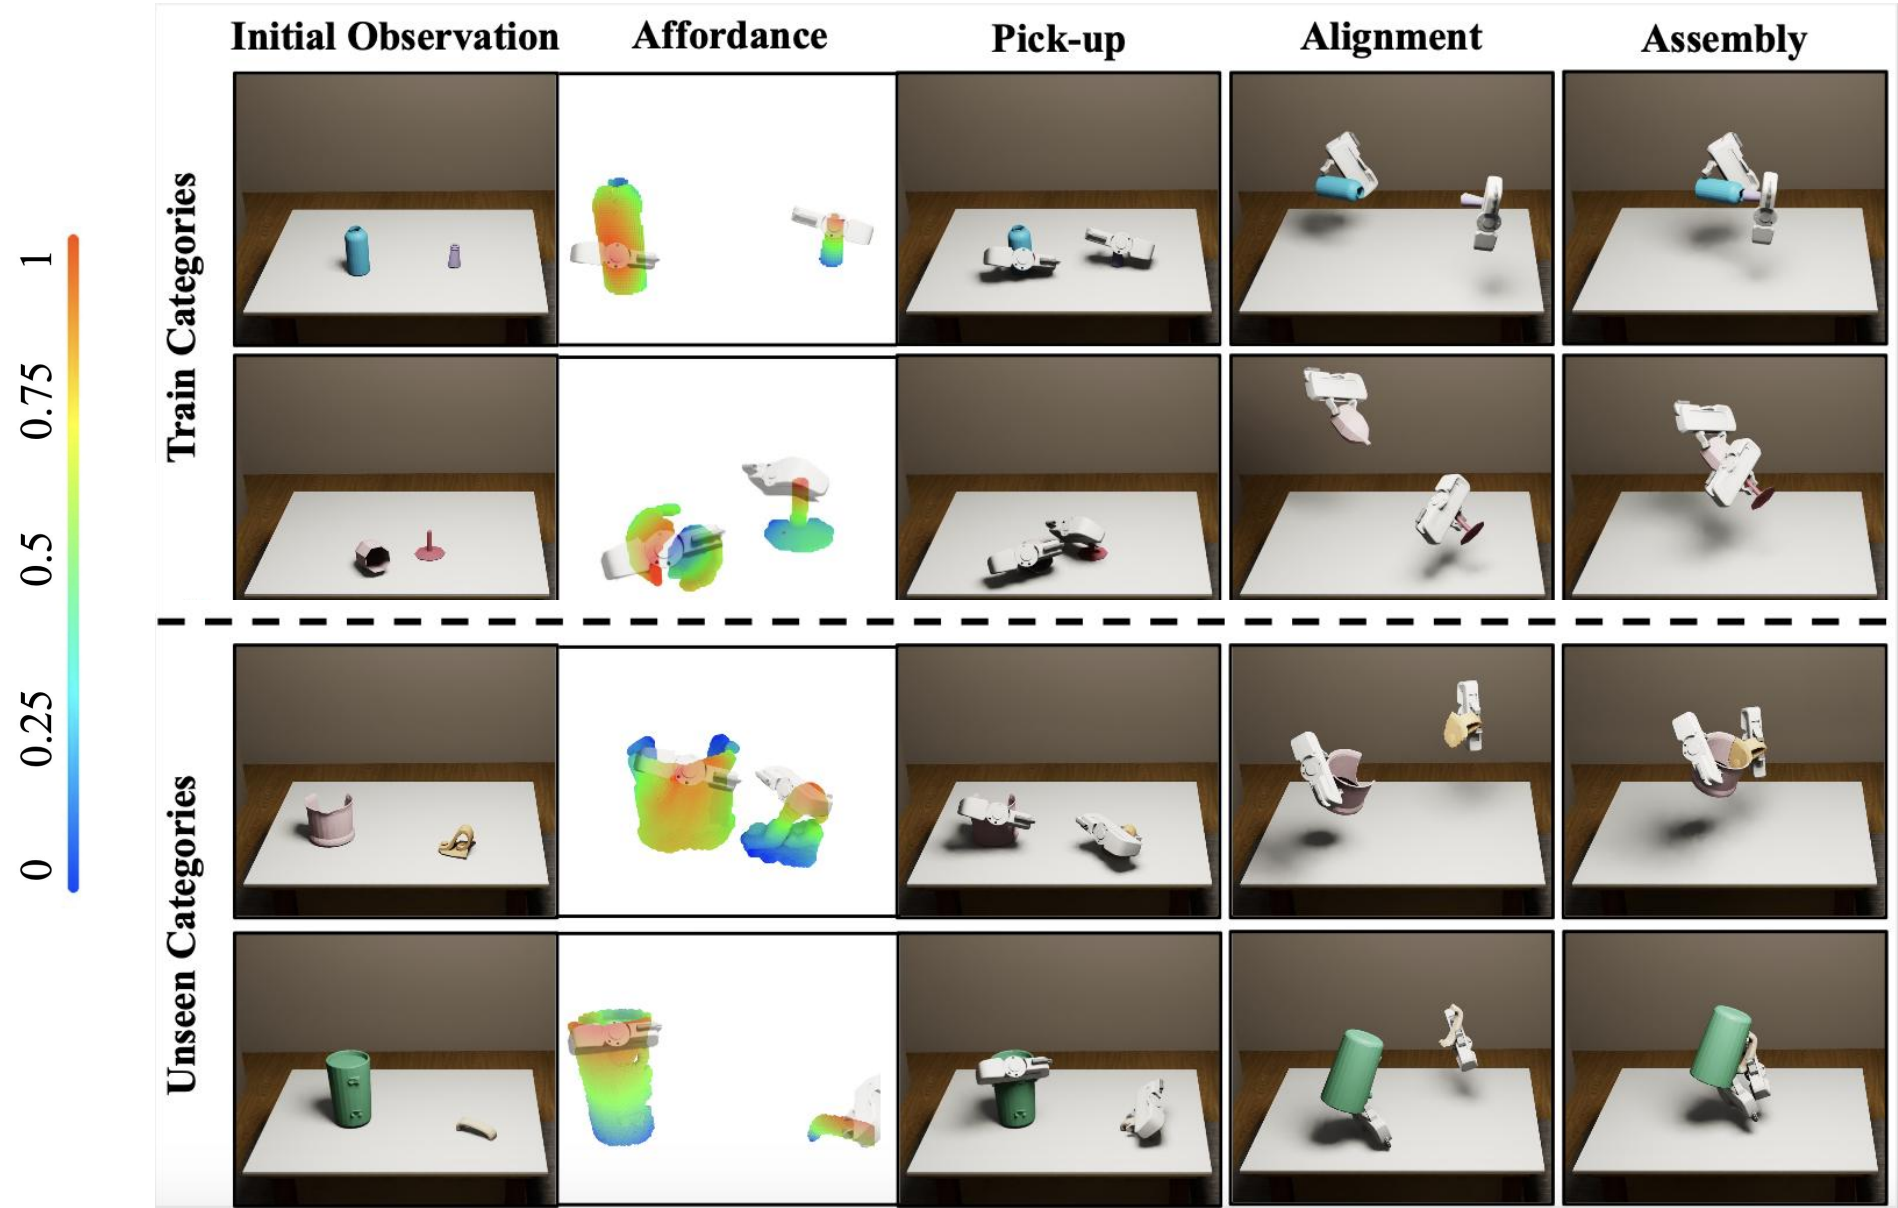 Initial Observation
Affordance
Pick-up
Alignment
Assembly
Train Categories
Unseen Categories
1
0.75
0.5
0.25
0